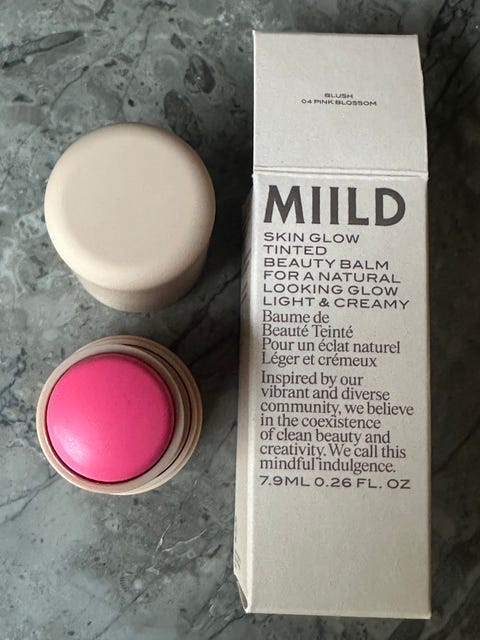 BLUSH
04 PINK BLOSSOM
MIILD
SKIN GLOW
TINTED
BEAUTY BALM
FOR A NATURAL
LOOKING GLOW
LIGHT & CREAMY
Baume de
Beauté Teinté
Pour un éclat naturel
Léger et crémeux
Inspired by our
vibrant and diverse
community, we believe
in the coexistence
of clean beauty and
creativity. We call this
mindful indulgence.
7.9ML 0.26 FL. OZ